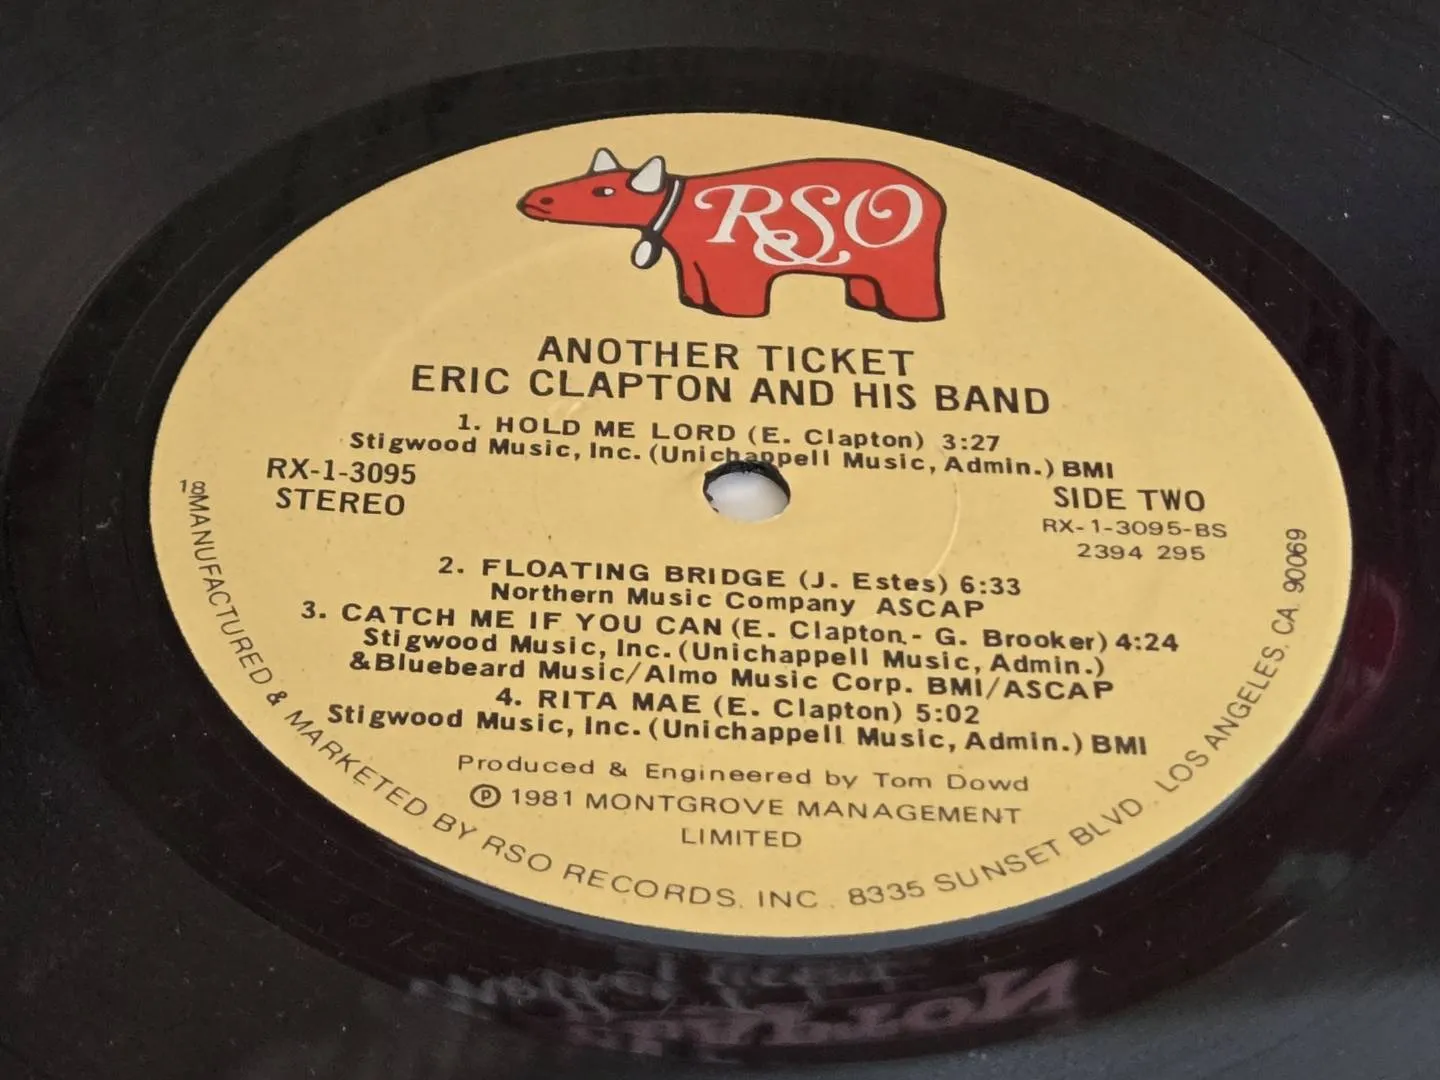 RSO
ANOTHER TICKET
ERIC CLAPTON AND HIS BAND
1. HOLD ME LORD (E. Clapton) 3:27
Stigwood Music, Inc. (Unichappell Music, Admin.) BMI
RX-1-3095
STEREO
SIDE TWO
RX-1-3095-BS
2394 295
2. FLOATING BRIDGE (J. Estes) 6:33
Northern Music Company ASCAP
3. CATCH ME IF YOU CAN (E. Clapton - G. Brooker) 4:24
Stigwood Music, Inc. (Unichappell Music, Admin.)
&Bluebeard Music/Almo Music Corp. BMI/ASCAP
4. RITA MAE (E. Clapton) 5:02
Stigwood Music, Inc. (Unichappell Music, Admin.) BMI
Produced & Engineered by Tom Dowd
℗ 1981 MONTGROVE MANAGEMENT
LIMITED
18
MANUFACTURED & MARKETED BY RSO RECORDS, INC. 8335 SUNSET BLVD. LOS ANGELES, CA. 90069